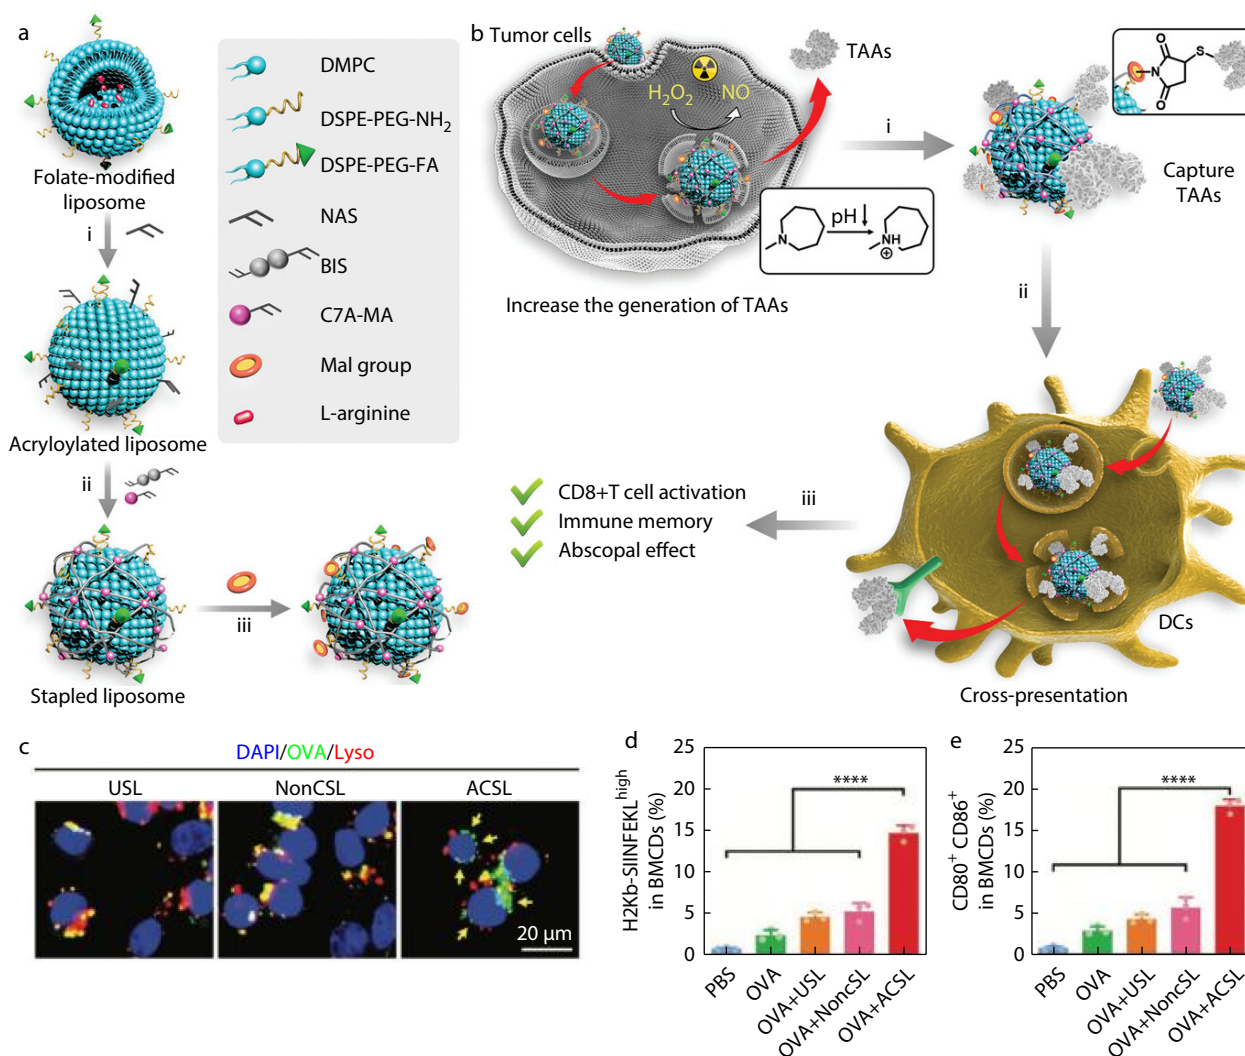 a
Folate-modified
liposome
i
Acryloylated liposome
ii
Stapled liposome
iii
DMPC
DSPE-PEG-NH2
DSPE-PEG-FA
NAS
BIS
C7A-MA
Mal group
L-arginine
b
Tumor cells
H2O2
NO
TAAs
pH
N
NH
⊕
Increase the generation of TAAs
i
O
N
S
O
Capture
TAAs
ii
DCs
Cross-presentation
iii
CD8+T cell activation
Immune memory
Abscopal effect
c
DAPI/OVA/Lyso
USL
NonCSL
ACSL
20 μm
d
H2Kb-SIINFEKL high
in BMCDs (%)
25
20
15
10
5
0
****
PBS
OVA
OVA+USL
OVA+NoncSL
OVA+ACSL
e
CD80+ CD86+
in BMCDs (%)
25
20
15
10
5
0
****
PBS
OVA
OVA+USL
OVA+NoncSL
OVA+ACSL